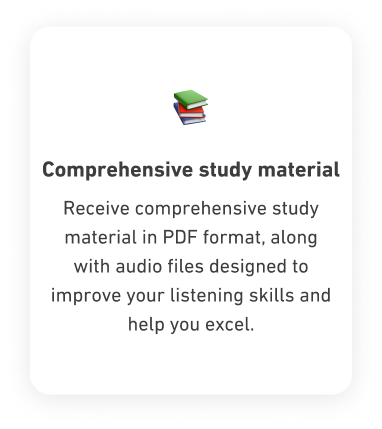 Comprehensive study material
Receive comprehensive study
material in PDF format, along
with audio files designed to
improve your listening skills and
help you excel.